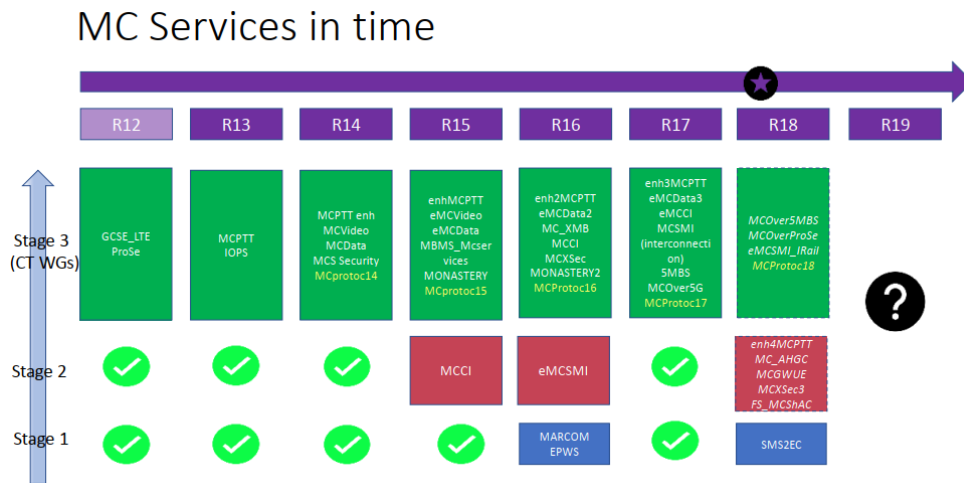 MC Services in time
R12 R13 R14 R15 R16 R17 R18 R19
Stage 3
(CT WGs)
GCSE_LTE
ProSe
MCPTT
IOPS
MCPTT enh
MCVideo
MCData
MCS Security
MCprotoc14
enhMCPTT
eMCVideo
eMCData
MBMS_Mcser
vices
MONASTERY
MCprotoc15
enh2MCPTT
eMCData2
MC_XMB
MCCI
MCXSec
MONASTERY2
MCProtoc16
enh3MCPTT
eMCData3
eMCCI
MCSMI
(interconnecti
on)
5MBS
MCOver5G
MCProtoc17
MCOver5MBS
MCOverProSe
eMCSMI_IRail
MCProtoc18
?
Stage 2
MCCI
eMCSMI
enh4MCPTT
MC_AHGC
MCGWUE
MCXSec3
FS_MCShAC
Stage 1
MARCOM
EPWS
SMS2EC